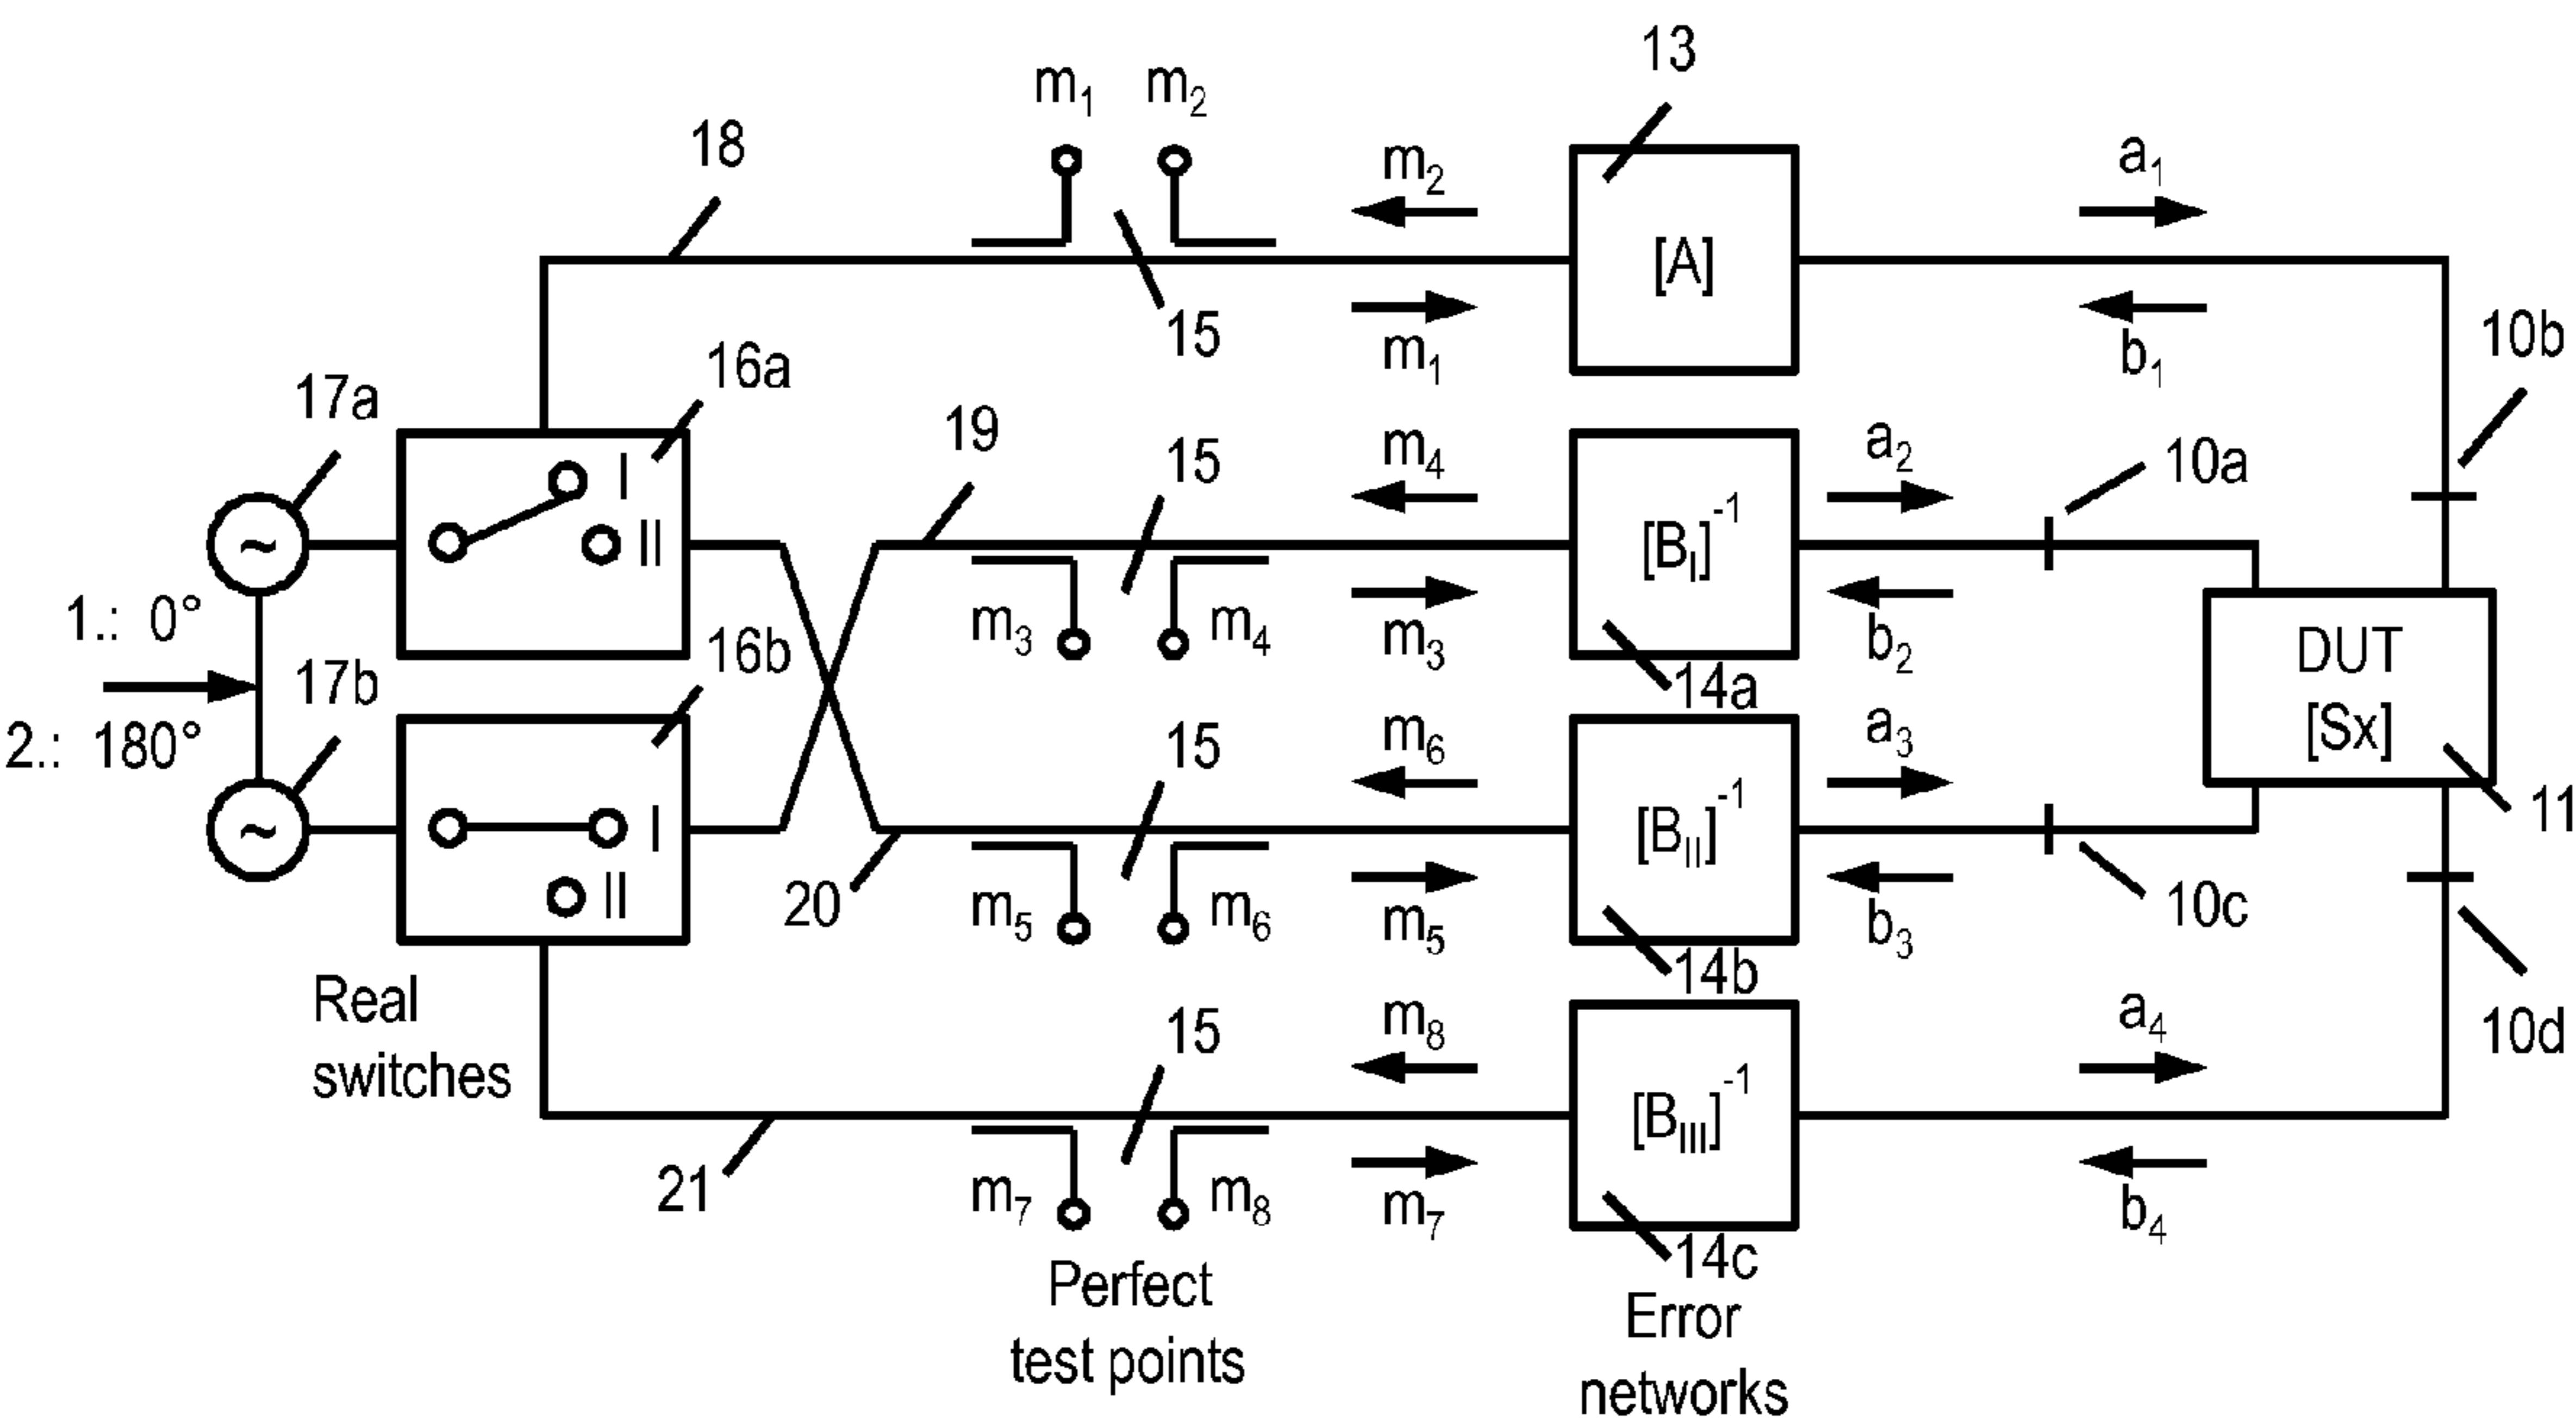 13
m₁ m₂
18
m₂
a₁
[A]
15
m₁
b₁
10b
16a
17a
I
II
~
19
15
m₄
a₂
10a
[B_I]⁻¹
m₃
m₄
m₃
b₂
14a
DUT
[Sx]
11
1.: 0°
2.: 180°
17b
16b
~
I
II
15
m₆
a₃
[B_II]⁻¹
20
m₅
m₆
m₅
b₃
14b
10c
10d
Real
switches
15
m₈
a₄
[B_III]⁻¹
21
m₇
m₈
m₇
b₄
14c
Perfect
test points
Error
networks